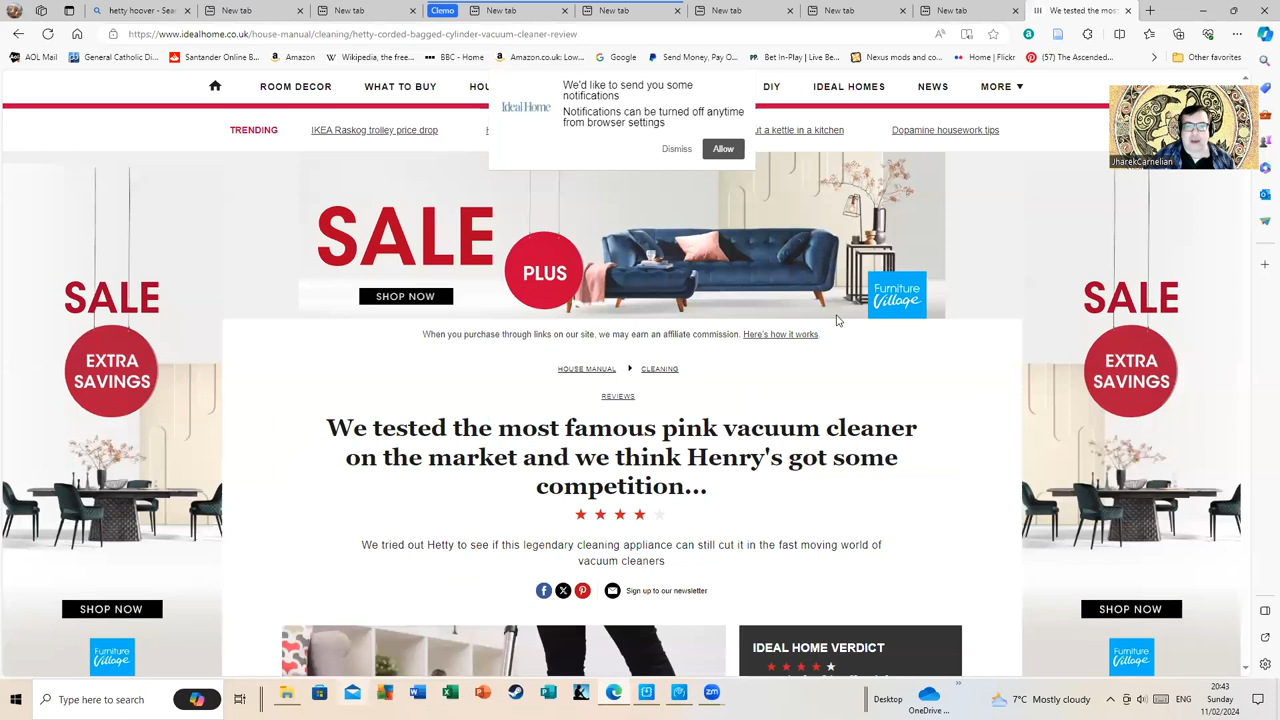 hetty hoover - Sear
New Tab
New Tab
Clemo
New Tab
New Tab
New Tab
New Tab
We tested the mos
https://www.idealhome.co.uk/house-manual/cleaning/hetty-corded-bagged-cylinder-vacuum-cleaner-review
AOL Mail
General Catholic Di...
Santander Online B...
Amazon
Wikipedia, the free...
BBC - Home
Amazon.co.uk: Low...
Google
Send Money, Pay O...
Bet In-Play | Live Be...
Nexus mods and co...
Home | Flickr
(17) The Ascended...
Other favorites
ROOM DECOR
WHAT TO BUY
HOU
DIY
IDEAL HOMES
NEWS
MORE
Ideal Home
We'd like to send you some
notifications
Notifications can be turned off anytime
from browser settings
Dismiss
Allow
TRENDING
IKEA Raskog trolley price drop
H
ut a kettle in a kitchen
Dopamine housework tips
JharekCarnelian
SALE
PLUS
SHOP NOW
Furniture
Village
SALE
EXTRA
SAVINGS
SHOP NOW
Furniture
Village
SALE
EXTRA
SAVINGS
SHOP NOW
Furniture
Village
When you purchase through links on our site, we may earn an affiliate commission. Here's how it works.
HOUSE MANUAL
CLEANING
REVIEWS
We tested the most famous pink vacuum cleaner
on the market and we think Henry's got some
competition...
We tried out Hetty to see if this legendary cleaning appliance can still cut it in the fast moving world of
vacuum cleaners
Sign up to our newsletter
IDEAL HOME VERDICT
Type here to search
Desktop
OneDrive ...
7°C Mostly cloudy
ENG
20:43
Sunday
11/02/2024